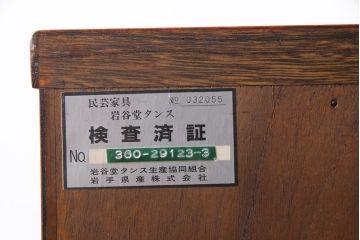 民芸家具 No 032055
岩谷堂タンス
検査済証
No. 360-29123-3
岩谷堂タンス生産協同組合
岩手県産株式会社